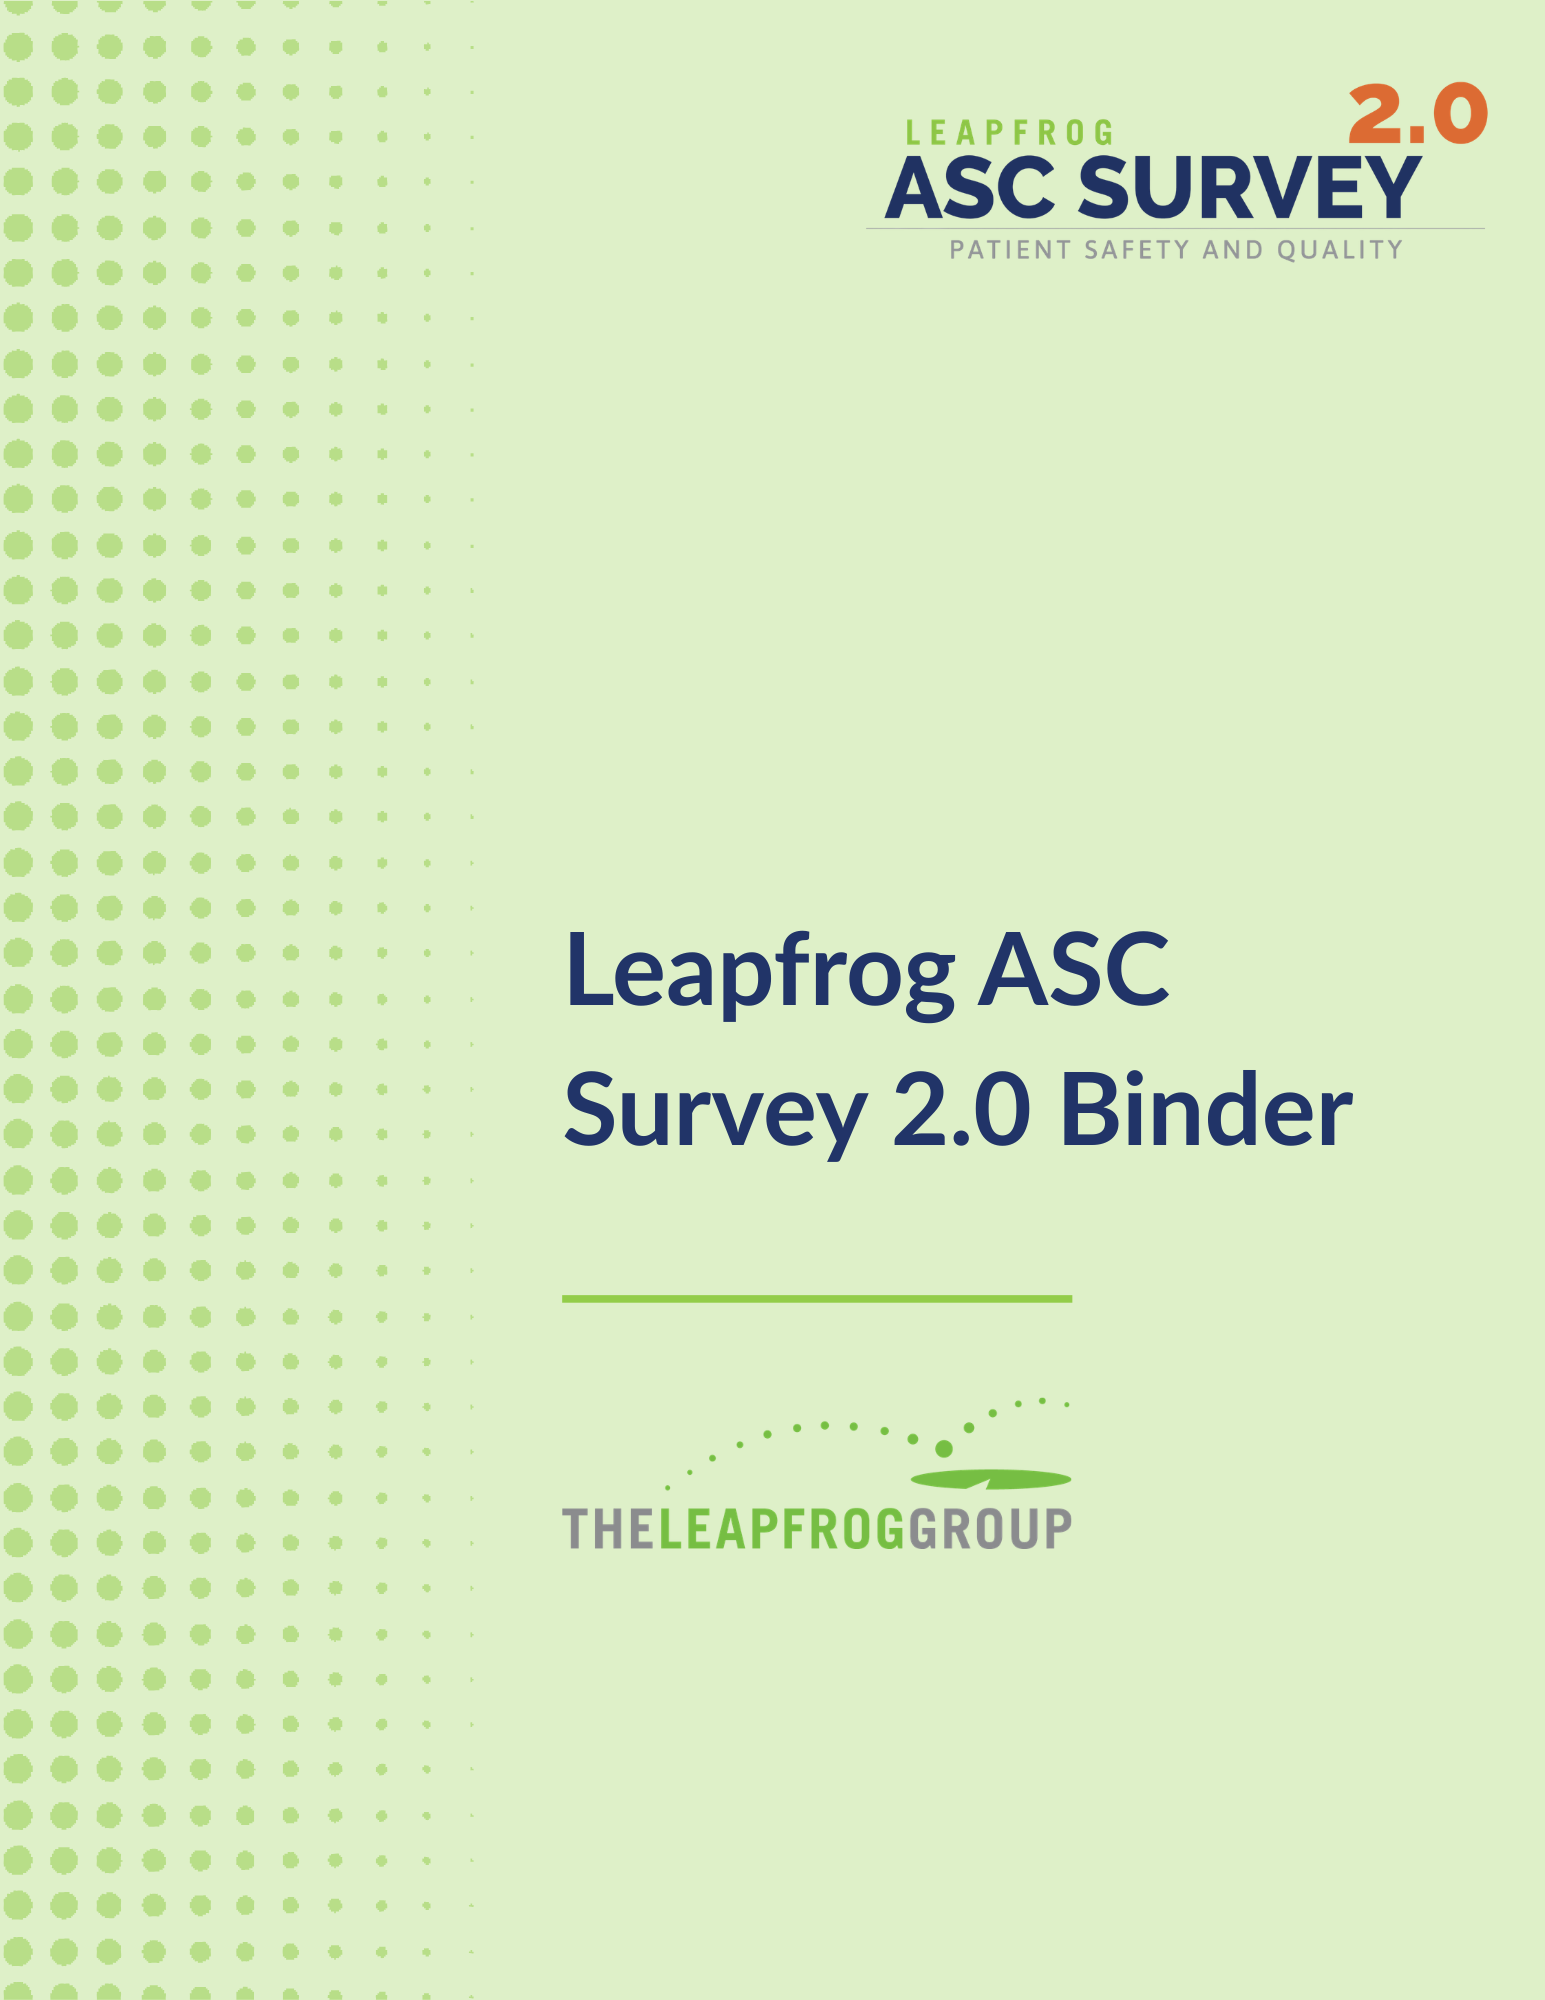 2.0
LEAPFROG
ASC SURVEY
PATIENT SAFETY AND QUALITY
Leapfrog ASC
Survey 2.0 Binder
THELEAPFROGGROUP